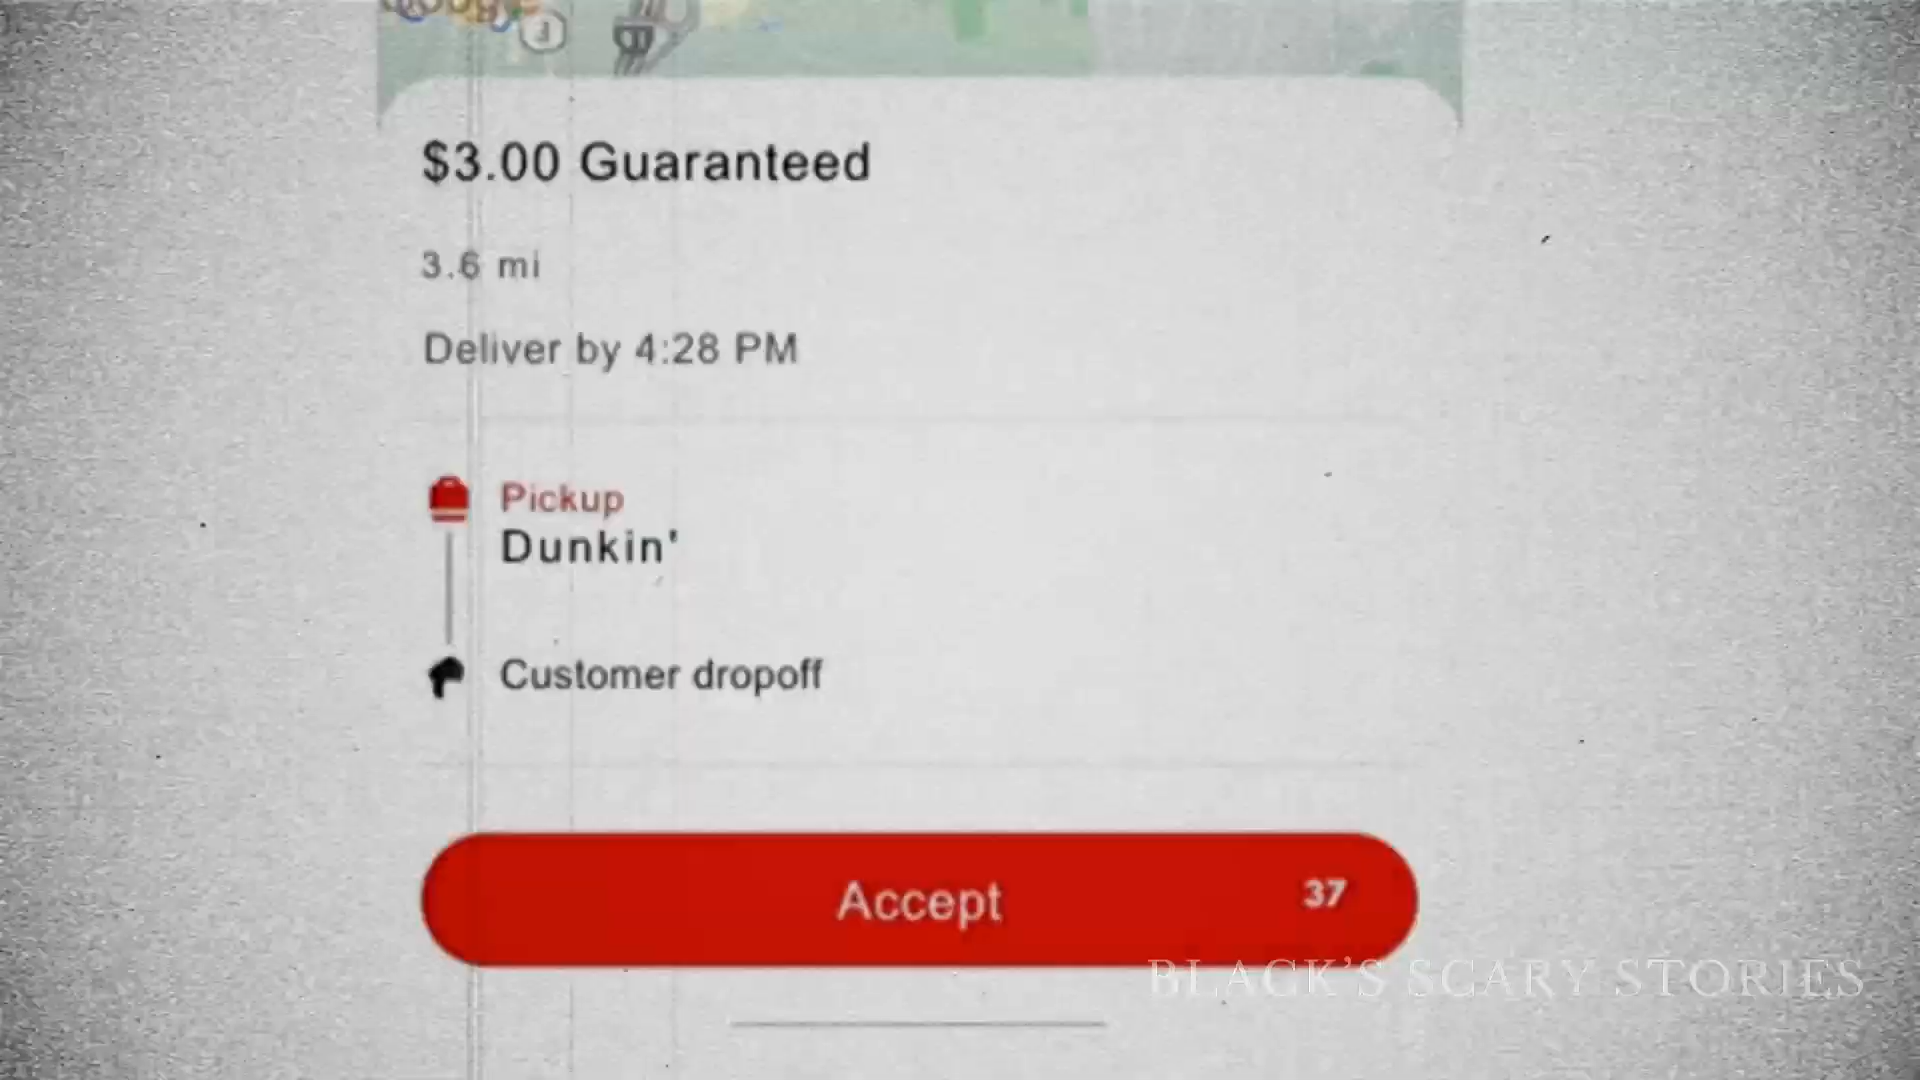 Google
$3.00 Guaranteed
3.6 mi
Deliver by 4:28 PM
Pickup
Dunkin'
Customer dropoff
Accept
37
BLACK'S SCARY STORIES